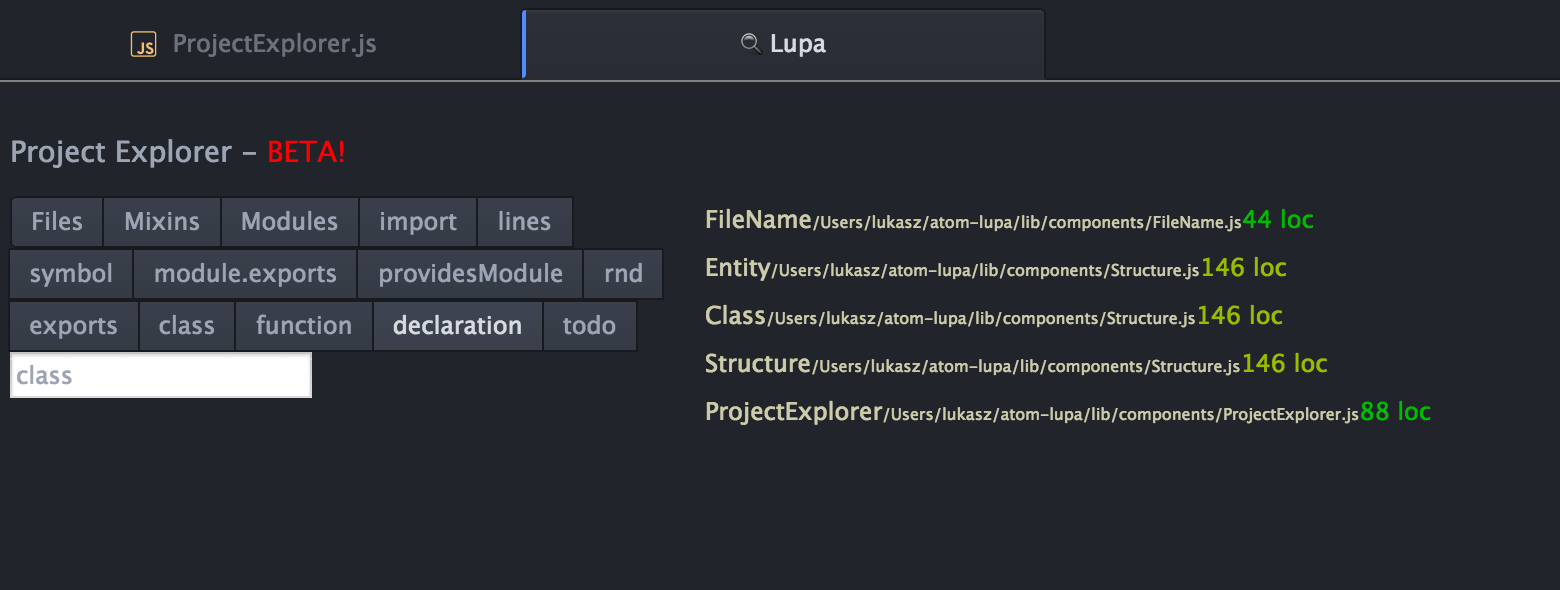 JS ProjectExplorer.js
Lupa
Project Explorer – BETA!
Files Mixins Modules import lines
symbol module.exports providesModule rnd
exports class function declaration todo
class
FileName/Users/lukasz/atom-lupa/lib/components/FileName.js44 loc
Entity/Users/lukasz/atom-lupa/lib/components/Structure.js146 loc
Class/Users/lukasz/atom-lupa/lib/components/Structure.js146 loc
Structure/Users/lukasz/atom-lupa/lib/components/Structure.js146 loc
ProjectExplorer/Users/lukasz/atom-lupa/lib/components/ProjectExplorer.js88 loc